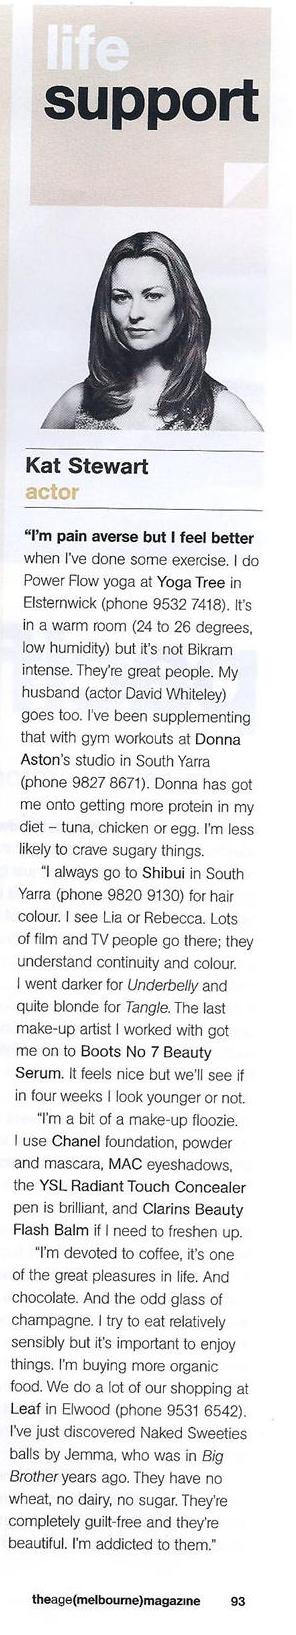 life
support
Kat Stewart
actor
“I’m pain averse but I feel better
when I’ve done some exercise. I do
Power Flow yoga at Yoga Tree in
Elsternwick (phone 9532 7418). It’s
in a warm room (24 to 26 degrees,
low humidity) but it’s not Bikram
intense. They’re great people. My
husband (actor David Whiteley)
goes too. I’ve been supplementing
that with gym workouts at Donna
Aston’s studio in South Yarra
(phone 9827 8671). Donna has got
me onto getting more protein in my
diet – tuna, chicken or egg. I’m less
likely to crave sugary things.
“I always go to Shibui in South
Yarra (phone 9820 9130) for hair
colour. I see Lia or Rebecca. Lots
of film and TV people go there; they
understand continuity and colour.
I went darker for Underbelly and
quite blonde for Tangle. The last
make-up artist I worked with got
me on to Boots No 7 Beauty
Serum. It feels nice but we’ll see if
in four weeks I look younger or not.
“I’m a bit of a make-up floozie.
I use Chanel foundation, powder
and mascara, MAC eyeshadows,
the YSL Radiant Touch Concealer
pen is brilliant, and Clarins Beauty
Flash Balm if I need to freshen up.
“I’m devoted to coffee, it’s one
of the great pleasures in life. And
chocolate. And the odd glass of
champagne. I try to eat relatively
sensibly but it’s important to enjoy
things. I’m buying more organic
food. We do a lot of our shopping at
Leaf in Elwood (phone 9531 6542).
I’ve just discovered Naked Sweeties
balls by Jemma, who was in Big
Brother years ago. They have no
wheat, no dairy, no sugar. They’re
completely guilt-free and they’re
beautiful. I’m addicted to them.”
theage(melbourne)magazine 93